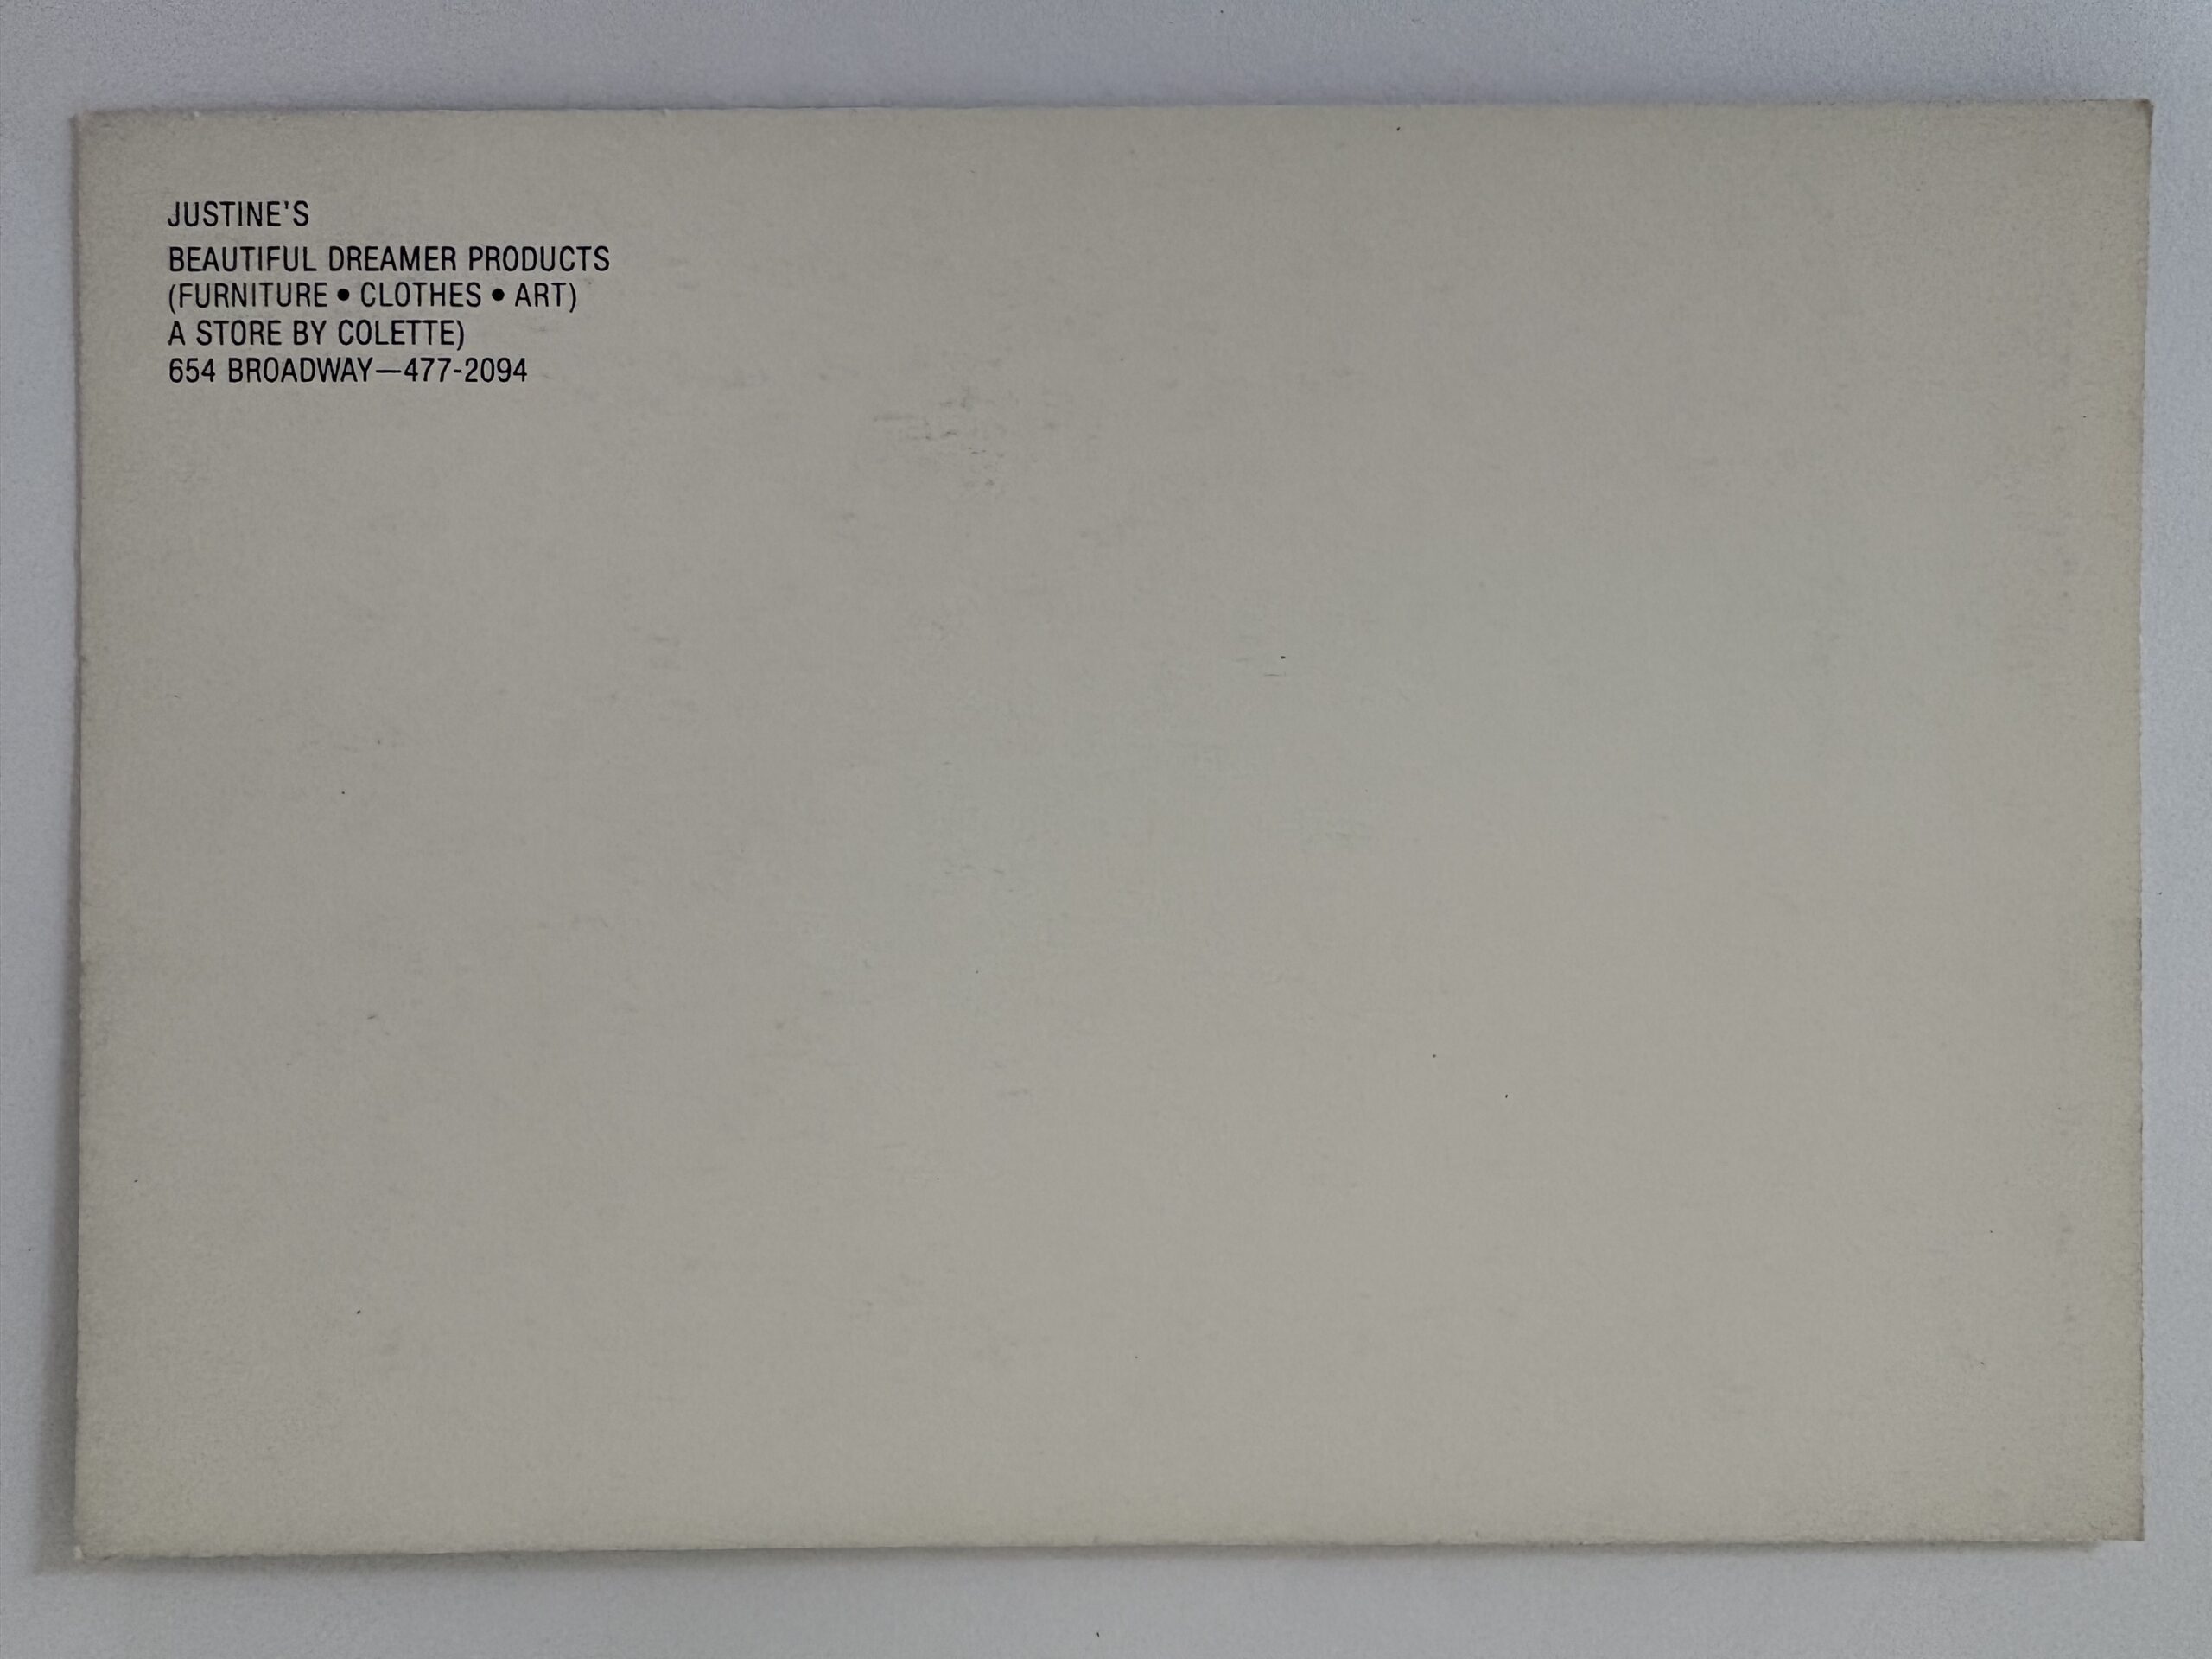 JUSTINE'S
BEAUTIFUL DREAMER PRODUCTS
(FURNITURE • CLOTHES • ART)
A STORE BY COLETTE)
654 BROADWAY—477-2094